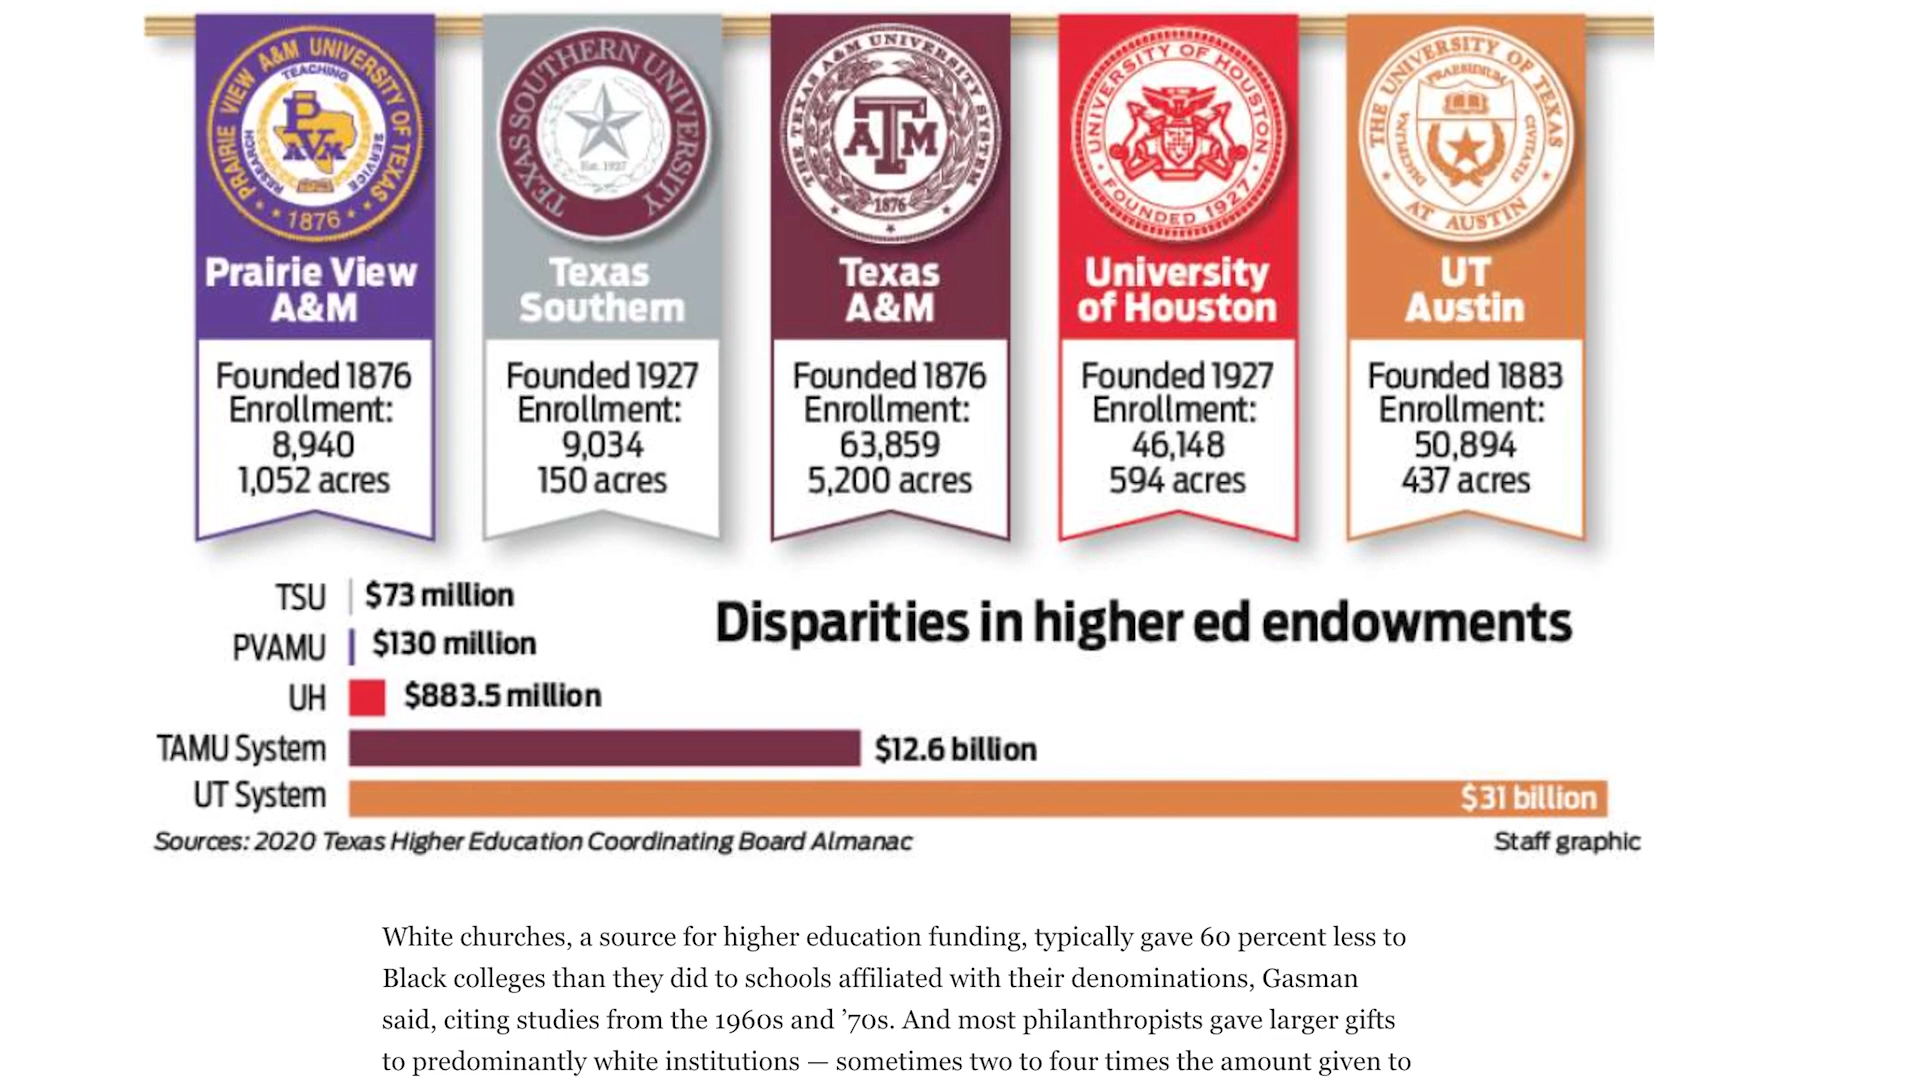 PRAIRIE VIEW A&M UNIVERSITY OF TEXAS
TEACHING
RESEARCH
SERVICE
PVAM
1876
Prairie View
A&M
Founded 1876
Enrollment:
8,940
1,052 acres
TEXAS SOUTHERN UNIVERSITY
Est. 1927
Texas
Southern
Founded 1927
Enrollment:
9,034
150 acres
THE TEXAS A&M UNIVERSITY SYSTEM
ATM
1876
Texas
A&M
Founded 1876
Enrollment:
63,859
5,200 acres
UNIVERSITY OF HOUSTON
FOUNDED 1927
University
of Houston
Founded 1927
Enrollment:
46,148
594 acres
THE UNIVERSITY OF TEXAS
AT AUSTIN
PRAESIDIUM
DISCIPLINA
CIVITATIS
UT
Austin
Founded 1883
Enrollment:
50,894
437 acres
Disparities in higher ed endowments
TSU $73 million
PVAMU $130 million
UH $883.5 million
TAMU System $12.6 billion
UT System $31 billion
Sources: 2020 Texas Higher Education Coordinating Board Almanac
Staff graphic
White churches, a source for higher education funding, typically gave 60 percent less to
Black colleges than they did to schools affiliated with their denominations, Gasman
said, citing studies from the 1960s and ’70s. And most philanthropists gave larger gifts
to predominantly white institutions — sometimes two to four times the amount given to